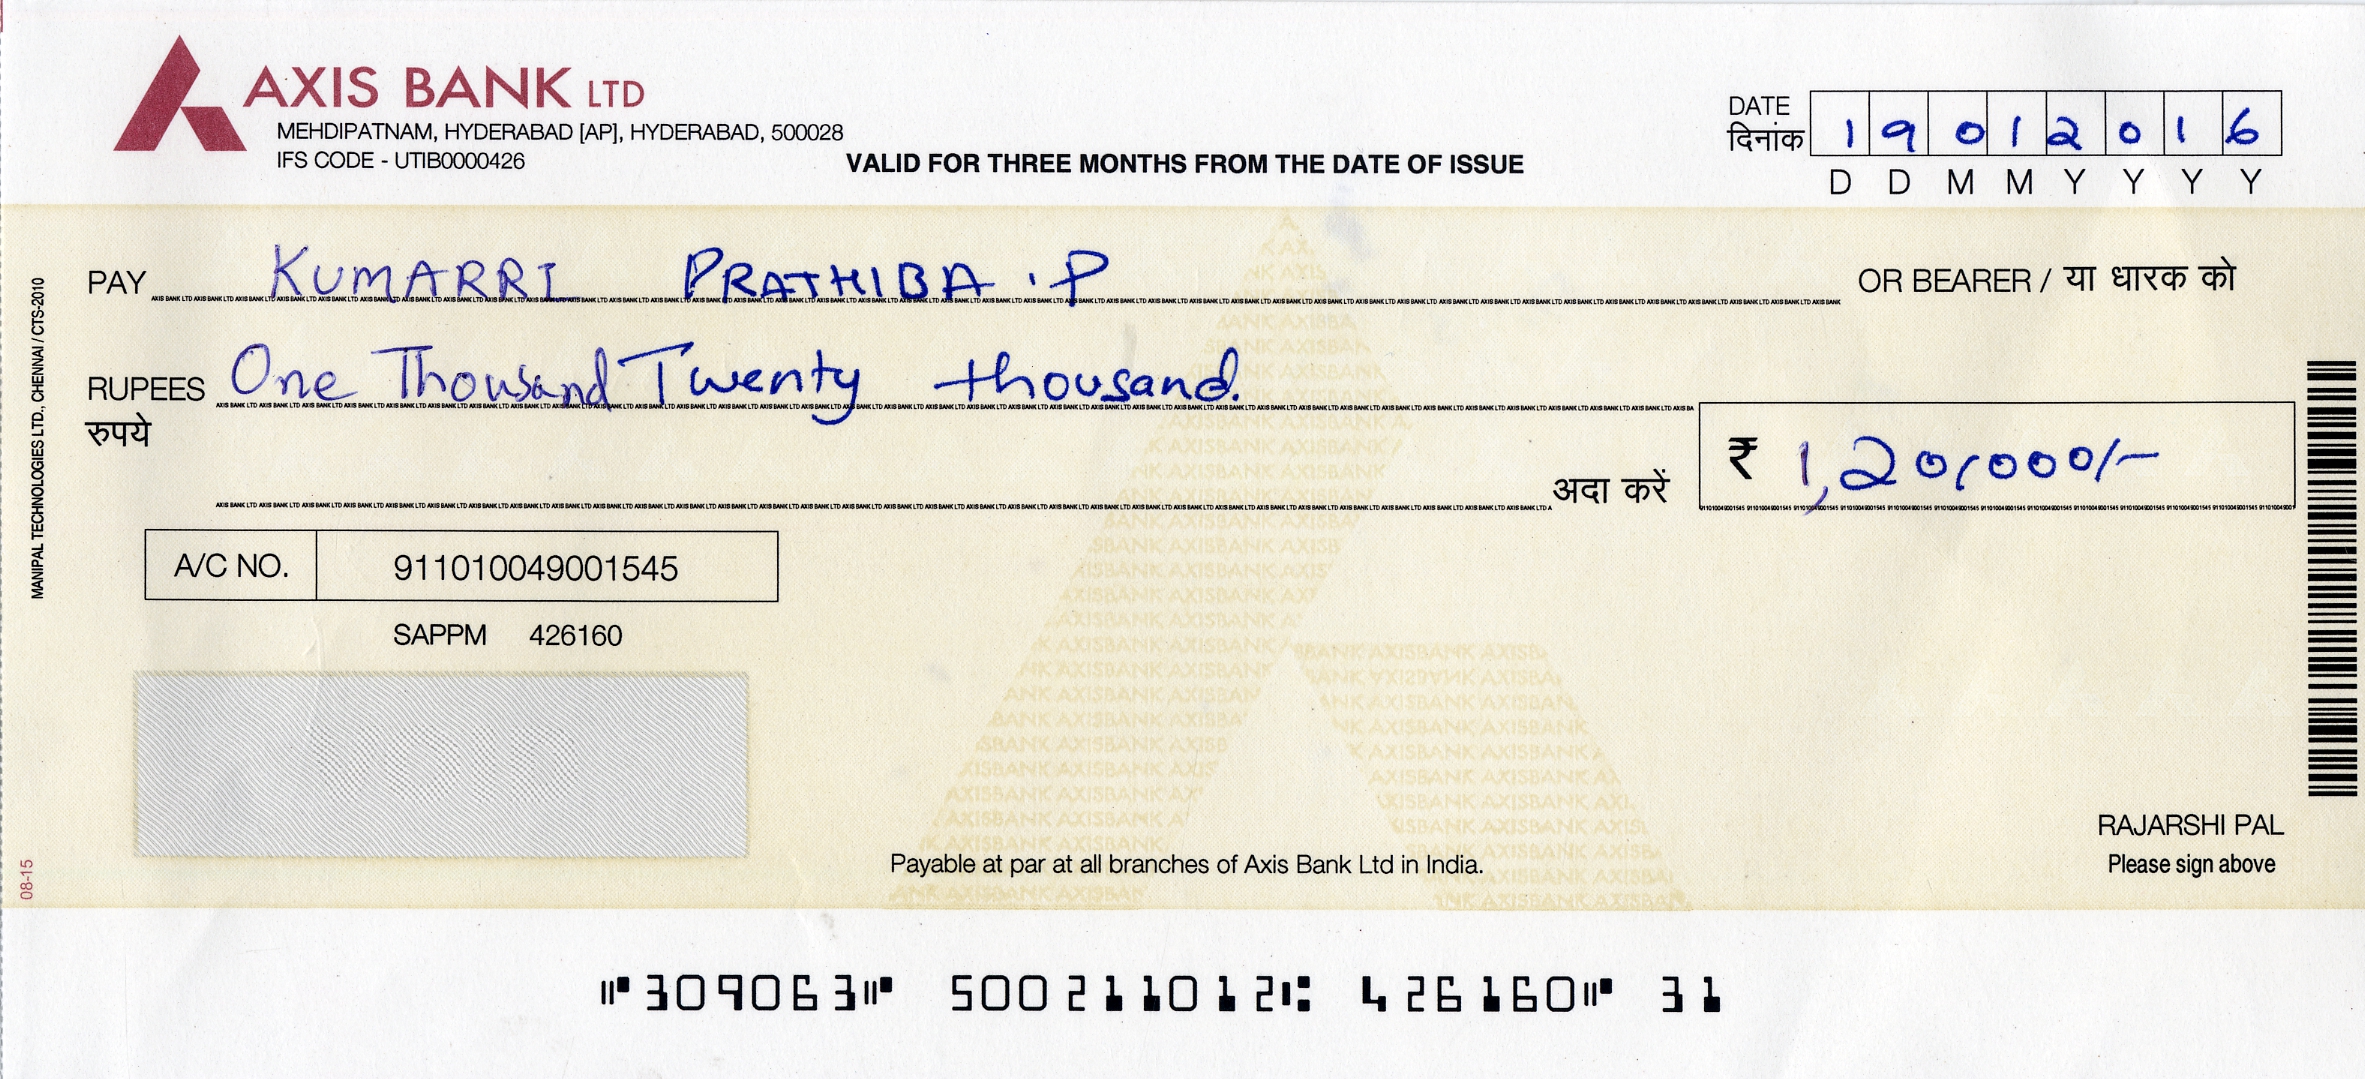 AXIS BANK LTD
MEHDIPATNAM, HYDERABAD [AP], HYDERABAD, 500028
IFS CODE - UTIB0000426
VALID FOR THREE MONTHS FROM THE DATE OF ISSUE
DATE
दिनांक
1 9 0 1 2 0 1 6
D D M M Y Y Y Y
PAY KUMARRI PRATHIBA . P OR BEARER / या धारक को
RUPEES One Thousand Twenty thousand.
रुपये
अदा करें ₹ 1,20,000/-
A/C NO. 911010049001545
SAPPM 426160
VOID
RAJARSHI PAL
Please sign above
Payable at par at all branches of Axis Bank Ltd in India.
MANIPAL TECHNOLOGIES LTD., CHENNAI / CTS-2010
08-15
⑈309063⑈ 500211012⑆ 426160⑈ 31